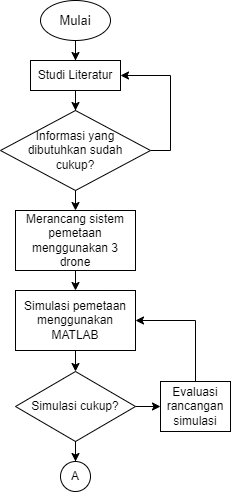 Mulai
Studi Literatur
Informasi yang
dibutuhkan sudah
cukup?
Merancang sistem
pemetaan
menggunakan 3
drone
Simulasi pemetaan
menggunakan
MATLAB
Simulasi cukup?
Evaluasi
rancangan
simulasi
A